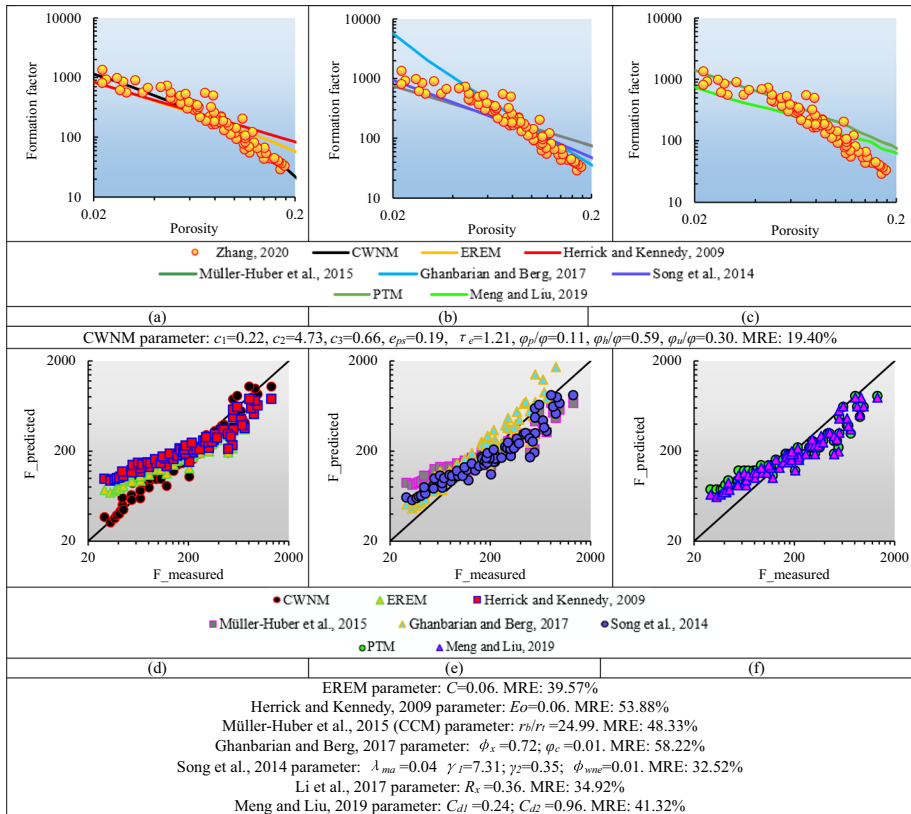 10000
1000
100
10
0.02
0.2
Formation factor
Porosity
10000
1000
100
10
0.02
0.2
Formation factor
Porosity
10000
1000
100
10
0.02
0.2
Formation factor
Porosity
Zhang, 2020 CWNM EREM Herrick and Kennedy, 2009
Müller-Huber et al., 2015 Ghanbarian and Berg, 2017 Song et al., 2014
PTM Meng and Liu, 2019
(a) (b) (c)
CWNM parameter: c1=0.22, c2=4.73, c3=0.66, eps=0.19, τe=1.21, φp/φ=0.11, φh/φ=0.59, φu/φ=0.30. MRE: 19.40%
2000
200
20
20 200 2000
F_predicted
F_measured
2000
200
20
20 200 2000
F_predicted
F_measured
2000
200
20
20 200 2000
F_predicted
F_measured
CWNM EREM Herrick and Kennedy, 2009
Müller-Huber et al., 2015 Ghanbarian and Berg, 2017 Song et al., 2014
PTM Meng and Liu, 2019
(d) (e) (f)
EREM parameter: C=0.06. MRE: 39.57%
Herrick and Kennedy, 2009 parameter: Eo=0.06. MRE: 53.88%
Müller-Huber et al., 2015 (CCM) parameter: rb/rt =24.99. MRE: 48.33%
Ghanbarian and Berg, 2017 parameter: ϕx =0.72; φc =0.01. MRE: 58.22%
Song et al., 2014 parameter: λma =0.04 γ1=7.31; γ2=0.35; ϕwne=0.01. MRE: 32.52%
Li et al., 2017 parameter: Rx =0.36. MRE: 34.92%
Meng and Liu, 2019 parameter: Cd1 =0.24; Cd2 =0.96. MRE: 41.32%